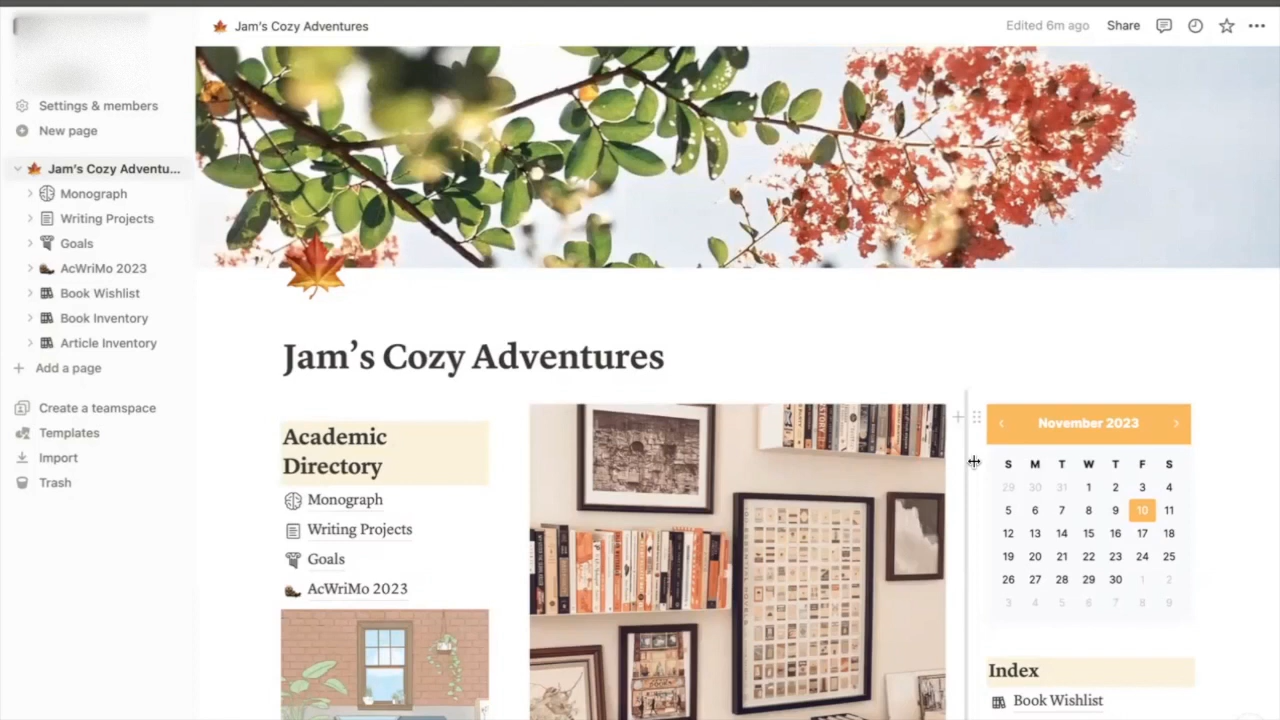 Jam's Cozy Adventures
Edited 6m ago
Share
Settings & members
New page
Jam's Cozy Adventu...
Monograph
Writing Projects
Goals
AcWriMo 2023
Book Wishlist
Book Inventory
Article Inventory
Add a page
Create a teamspace
Templates
Import
Trash
Jam's Cozy Adventures
Academic
Directory
Monograph
Writing Projects
Goals
AcWriMo 2023
November 2023
S M T W T F S
29 30 31 1 2 3 4
5 6 7 8 9 10 11
12 13 14 15 16 17 18
19 20 21 22 23 24 25
26 27 28 29 30 1 2
3 4 5 6 7 8 9
Index
Book Wishlist